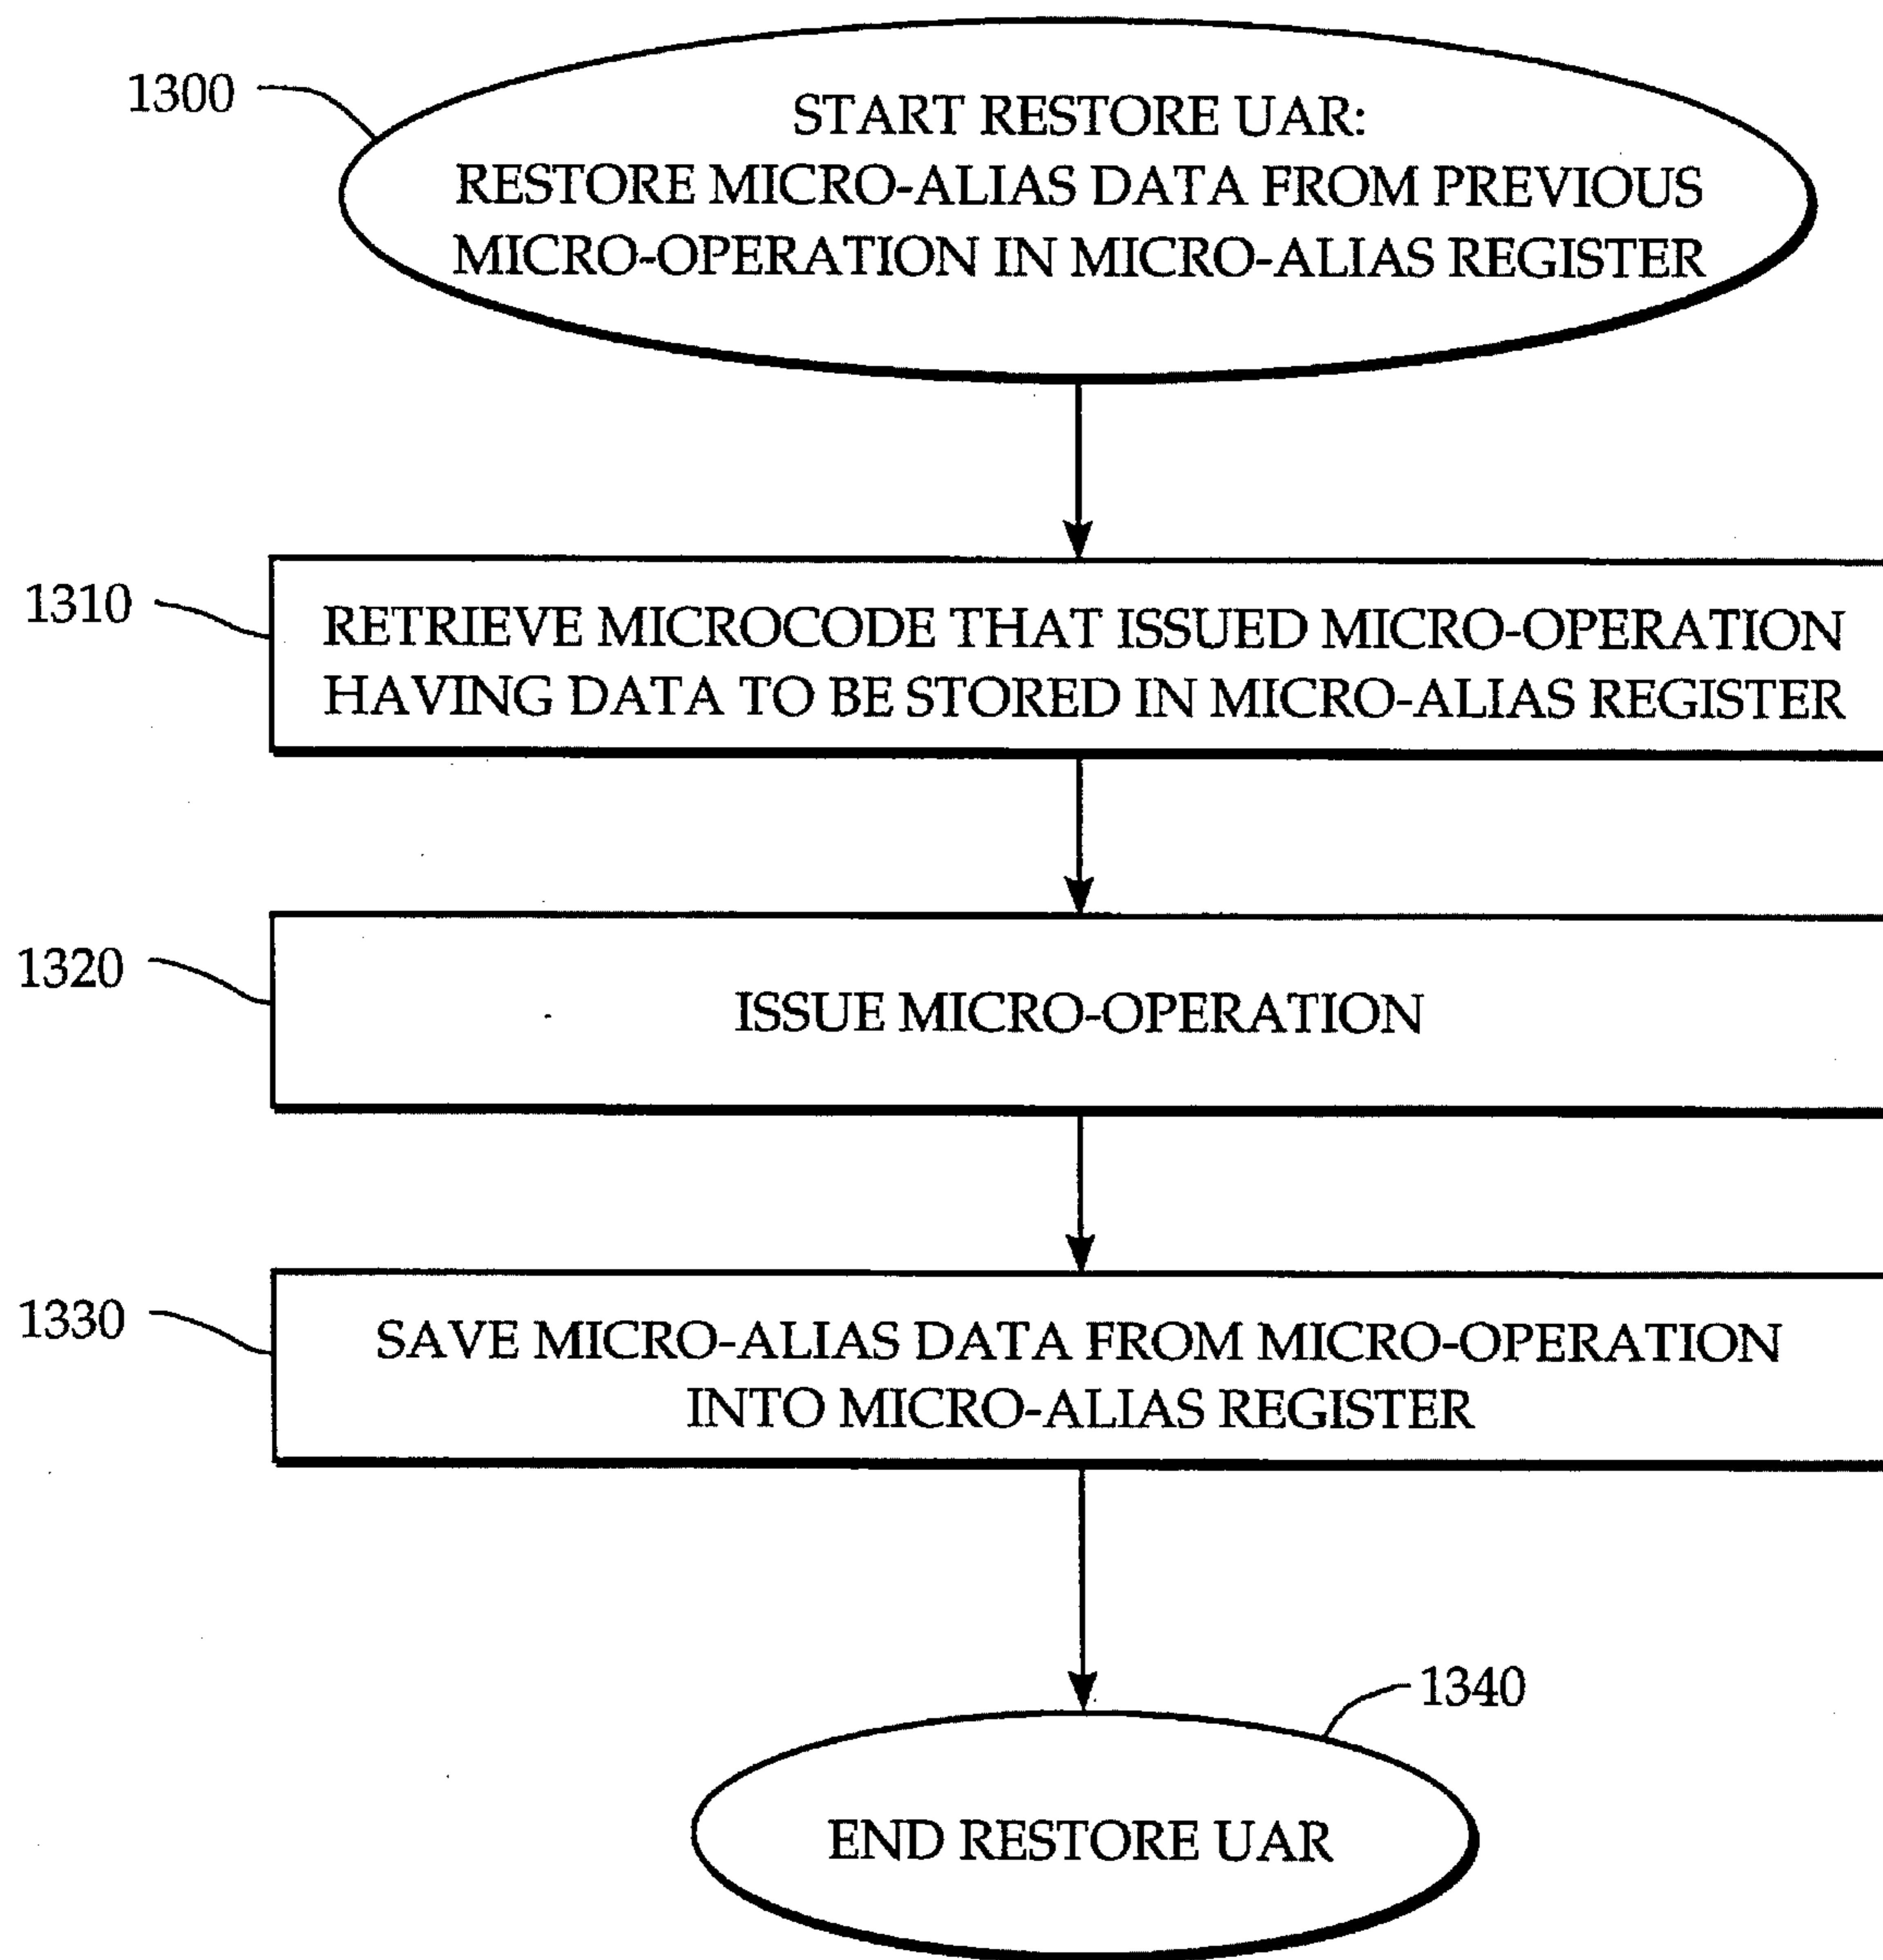 1300
START RESTORE UAR:
RESTORE MICRO-ALIAS DATA FROM PREVIOUS
MICRO-OPERATION IN MICRO-ALIAS REGISTER
1310
RETRIEVE MICROCODE THAT ISSUED MICRO-OPERATION
HAVING DATA TO BE STORED IN MICRO-ALIAS REGISTER
1320
ISSUE MICRO-OPERATION
1330
SAVE MICRO-ALIAS DATA FROM MICRO-OPERATION
INTO MICRO-ALIAS REGISTER
1340
END RESTORE UAR